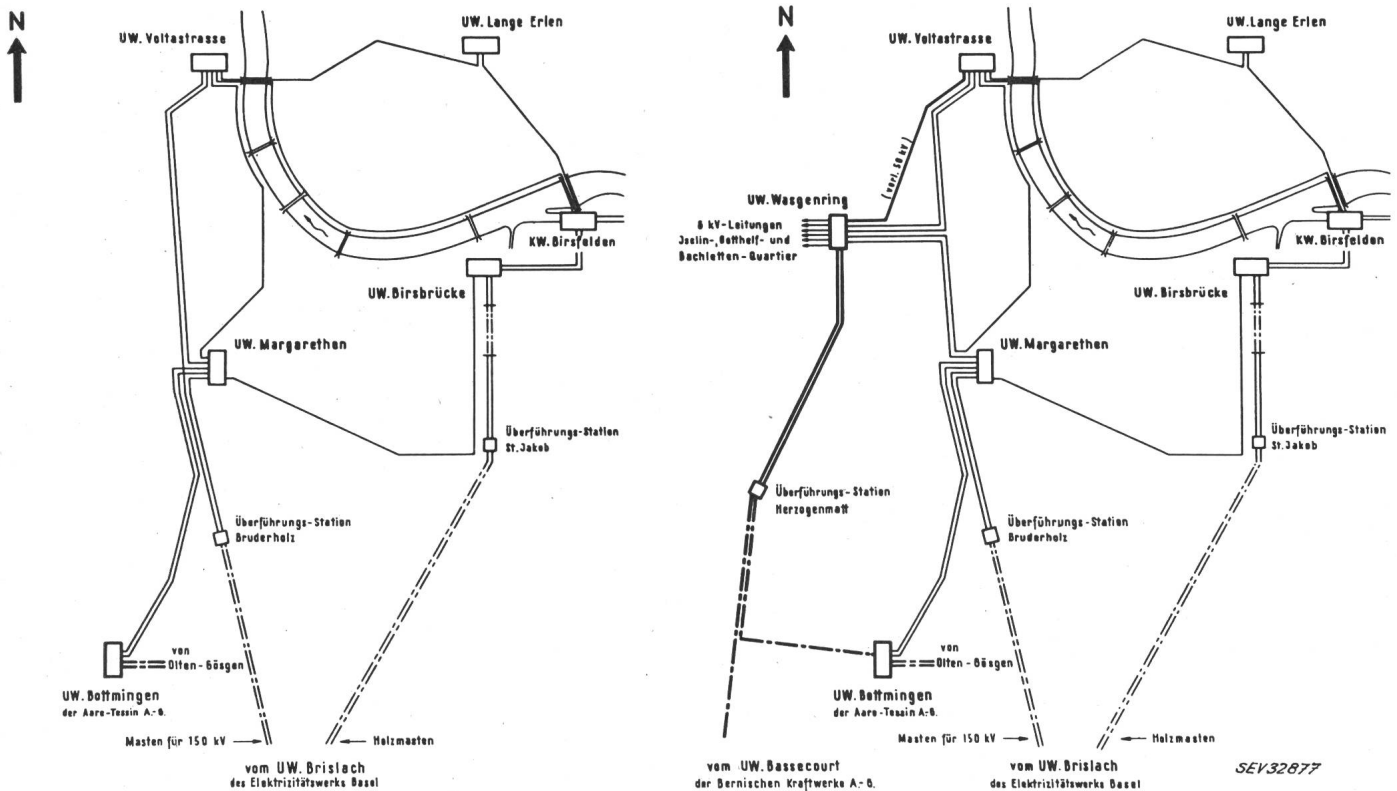 N
UW. Lange Erlen
UW. Voltastrasse
KW. Birsfelden
UW. Birsbrücke
UW. Margarethen
Überführungs-Station
St. Jakob
Überführungs-Station
Bruderholz
von
Olten-Gösgen
UW. Bottmingen
der Aare-Tessin A.-G.
Masten für 150 kV
Holzmasten
vom UW. Brislach
des Elektrizitätswerks Basel
N
UW. Lange Erlen
UW. Voltastrasse
(vorl. 50 kV)
UW. Wasgenring
6 kV-Leitungen
Jselin-, Gotthelf- und
Bachletten-Quartier
KW. Birsfelden
UW. Birsbrücke
UW. Margarethen
Überführungs-Station
St. Jakob
Überführungs-Station
Herzogenmatt
Überführungs-Station
Bruderholz
von
Olten-Gösgen
UW. Bottmingen
der Aare-Tessin A.-G.
Masten für 150 kV
Holzmasten
vom UW. Bassecourt
der Bernischen Kraftwerke A.-G.
vom UW. Brislach
des Elektrizitätswerks Basel
SEV32877